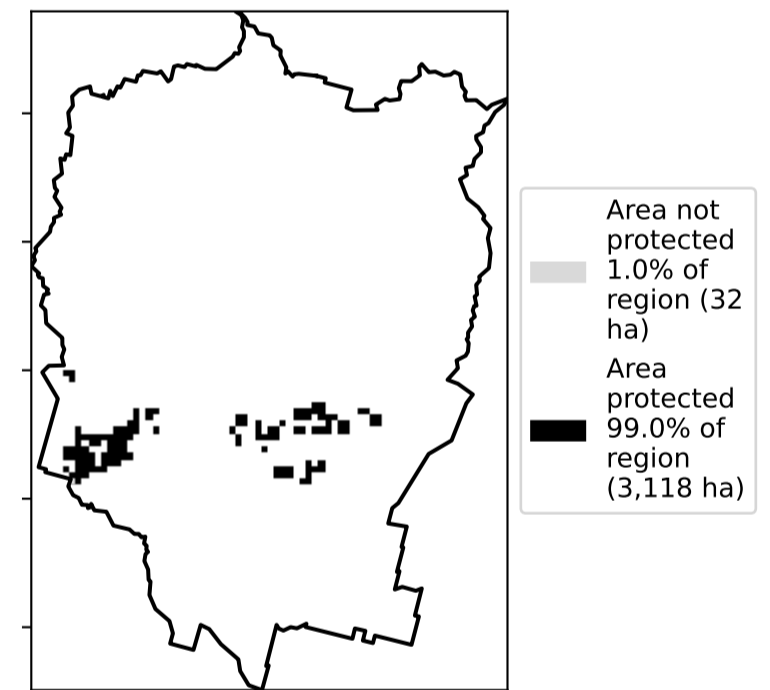 Area not
protected
1.0% of
region (32
ha)
Area
protected
99.0% of
region
(3,118 ha)